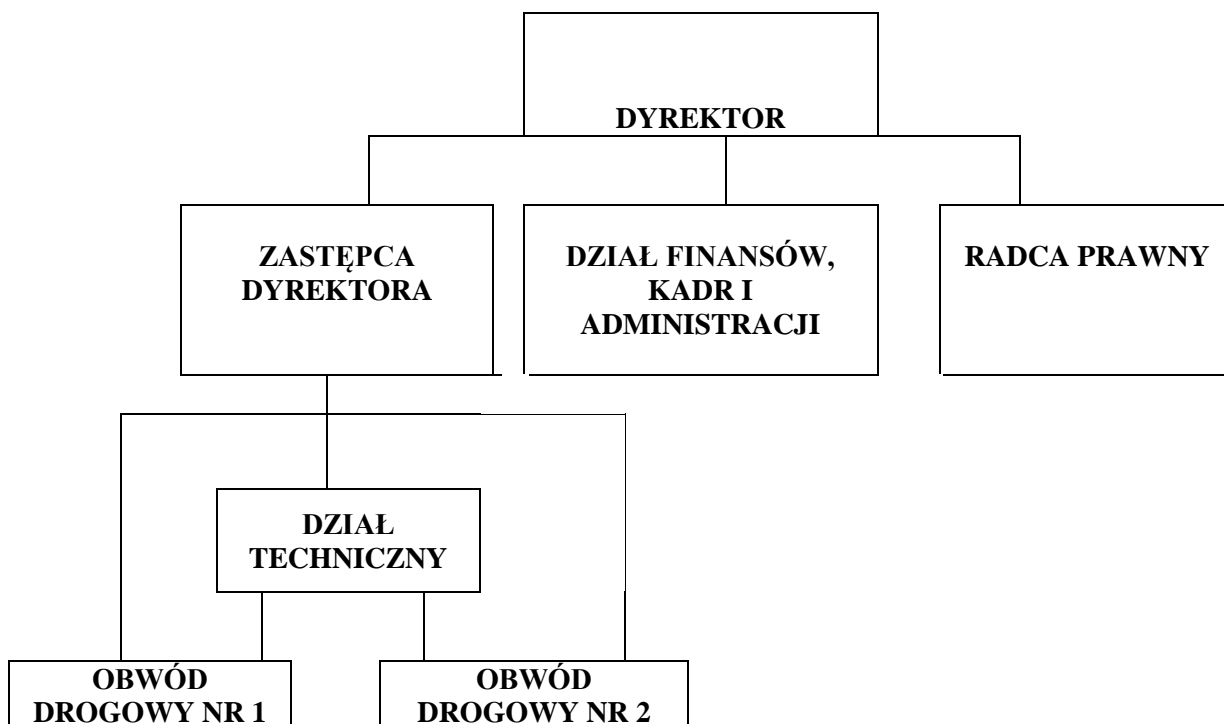 DYREKTOR
ZASTĘPCA
DYREKTORA
DZIAŁ FINANSÓW,
KADR I
ADMINISTRACJI
RADCA PRAWNY
DZIAŁ
TECHNICZNY
OBWÓD
DROGOWY NR 1
OBWÓD
DROGOWY NR 2